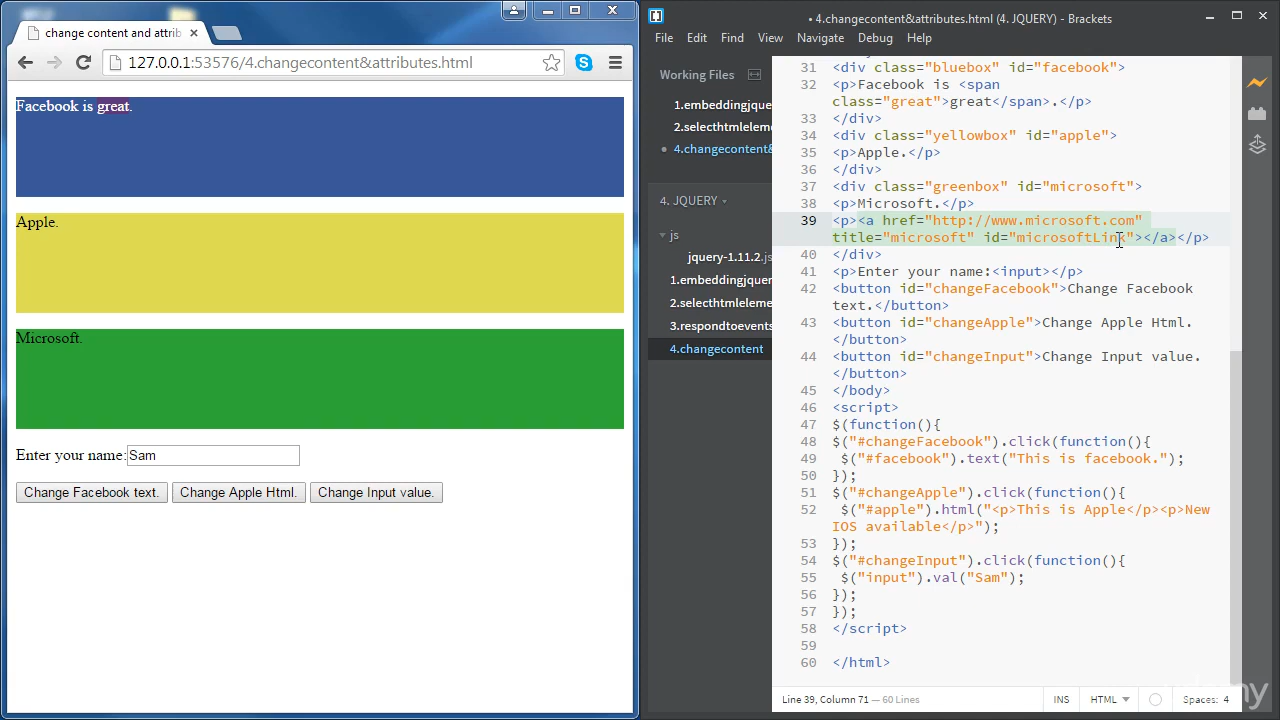 change content and attrib
127.0.0.1:53576/4.changecontent&attributes.html
Facebook is great.
Apple.
Microsoft.
Enter your name:Sam
Change Facebook text. Change Apple Html. Change Input value.
• 4.changecontent&attributes.html (4. JQUERY) - Brackets
File Edit Find View Navigate Debug Help
Working Files
1.embeddingjque
2.selecthtmleleme
4.changecontent&
4. JQUERY
js
jquery-1.11.2.js
1.embeddingjque
2.selecthtmleleme
3.respondtoevents
4.changecontent
31 <div class="bluebox" id="facebook">
32 <p>Facebook is <span
class="great">great</span>.</p>
33 </div>
34 <div class="yellowbox" id="apple">
35 <p>Apple.</p>
36 </div>
37 <div class="greenbox" id="microsoft">
38 <p>Microsoft.</p>
39 <p><a href="http://www.microsoft.com"
title="microsoft" id="microsoftLink"></a></p>
40 </div>
41 <p>Enter your name:<input></p>
42 <button id="changeFacebook">Change Facebook
text.</button>
43 <button id="changeApple">Change Apple Html.
</button>
44 <button id="changeInput">Change Input value.
</button>
45 </body>
46 <script>
47 $(function(){
48 $("#changeFacebook").click(function(){
49 $("#facebook").text("This is facebook.");
50 });
51 $("#changeApple").click(function(){
52 $("#apple").html("<p>This is Apple</p><p>New
IOS available</p>");
53 });
54 $("#changeInput").click(function(){
55 $("input").val("Sam");
56 });
57 });
58 </script>
59
60 </html>
Line 39, Column 71 — 60 Lines
INS HTML Spaces: 4